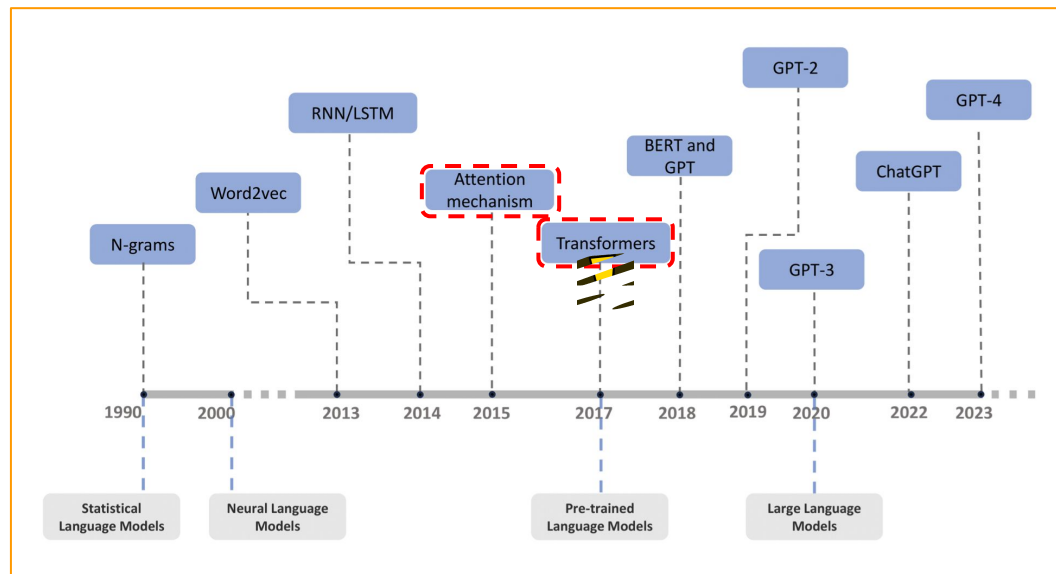 GPT-2
GPT-4
RNN/LSTM
BERT and
GPT
ChatGPT
Attention
mechanism
Word2vec
N-grams
Transformers
GPT-3
1990
2000
2013
2014
2015
2017
2018
2019
2020
2022
2023
Statistical
Language Models
Neural Language
Models
Pre-trained
Language Models
Large Language
Models